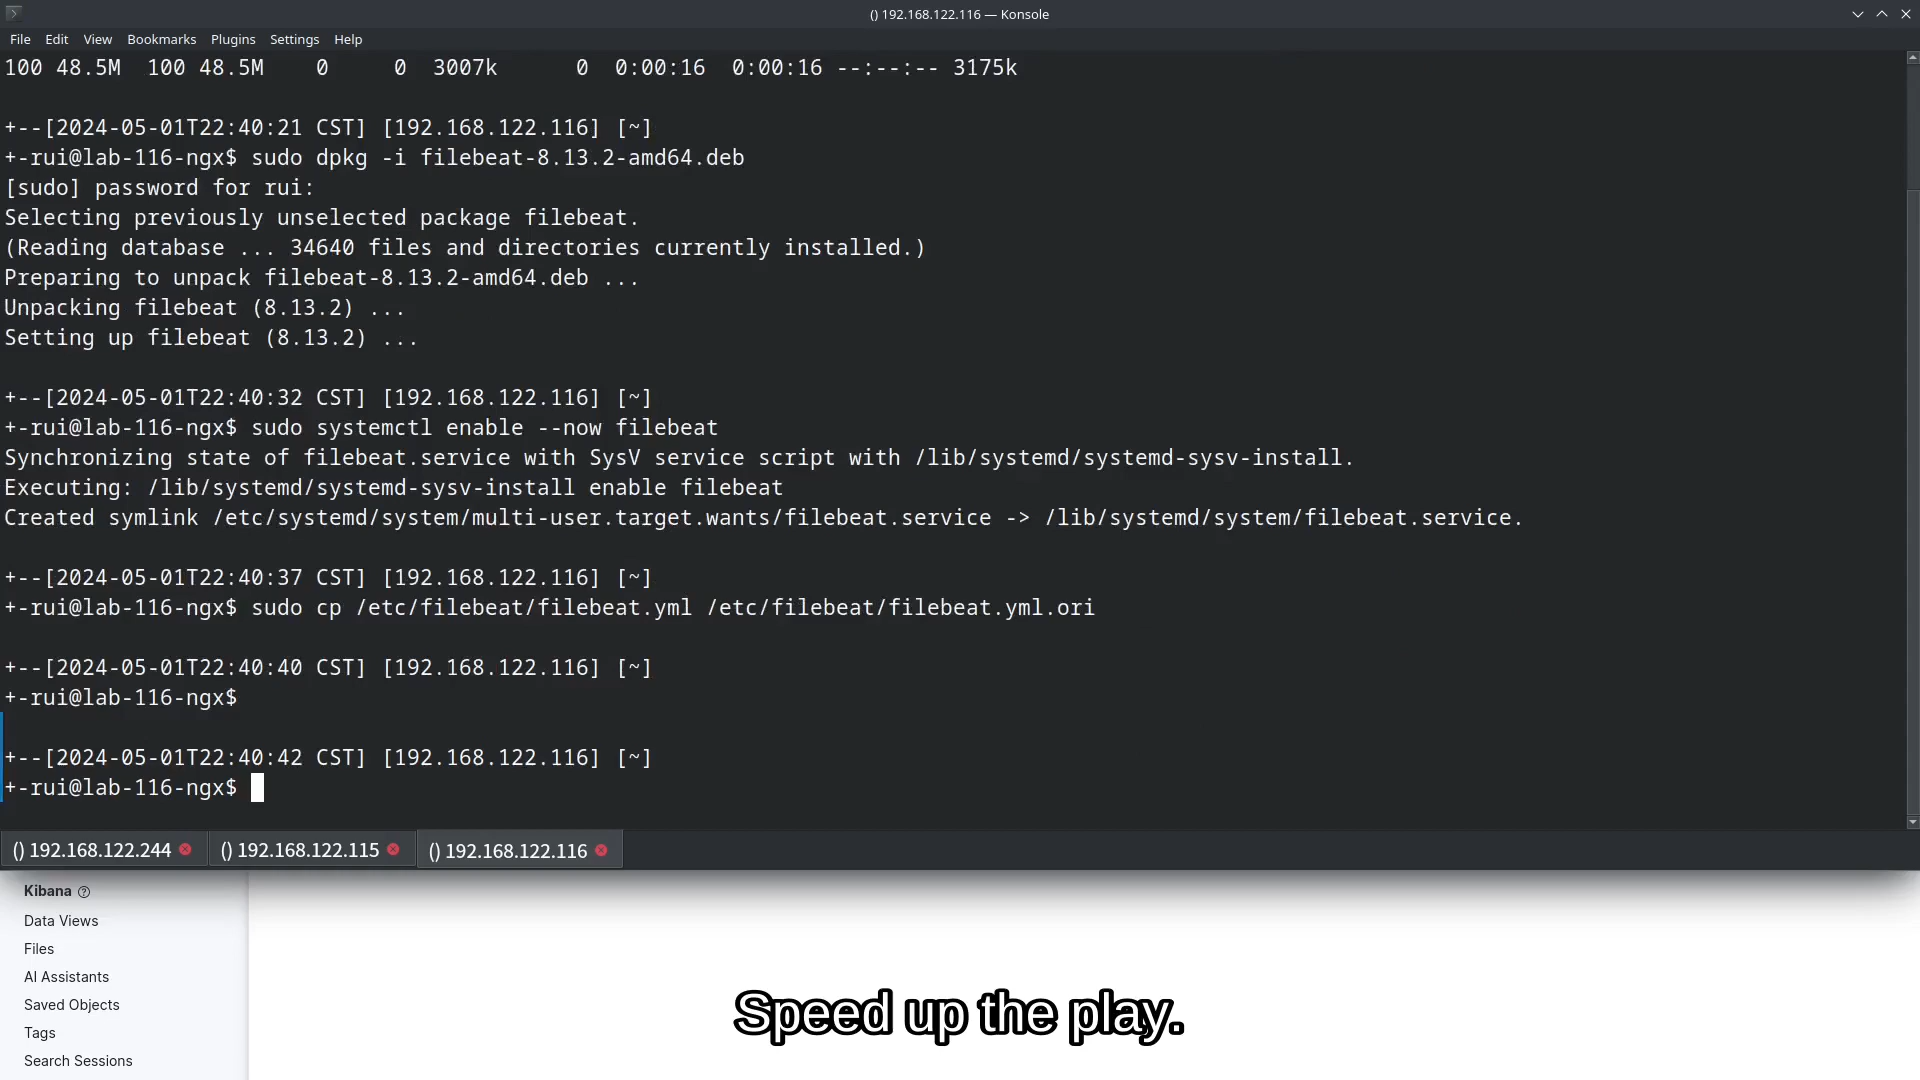 () 192.168.122.116 — Konsole
File Edit View Bookmarks Plugins Settings Help
100 48.5M  100 48.5M    0     0  3007k      0  0:00:16  0:00:16 --:--:-- 3175k
+--[2024-05-01T22:40:21 CST] [192.168.122.116] [~]
+-rui@lab-116-ngx$ sudo dpkg -i filebeat-8.13.2-amd64.deb
[sudo] password for rui:
Selecting previously unselected package filebeat.
(Reading database ... 34640 files and directories currently installed.)
Preparing to unpack filebeat-8.13.2-amd64.deb ...
Unpacking filebeat (8.13.2) ...
Setting up filebeat (8.13.2) ...
+--[2024-05-01T22:40:32 CST] [192.168.122.116] [~]
+-rui@lab-116-ngx$ sudo systemctl enable --now filebeat
Synchronizing state of filebeat.service with SysV service script with /lib/systemd/systemd-sysv-install.
Executing: /lib/systemd/systemd-sysv-install enable filebeat
Created symlink /etc/systemd/system/multi-user.target.wants/filebeat.service -> /lib/systemd/system/filebeat.service.
+--[2024-05-01T22:40:37 CST] [192.168.122.116] [~]
+-rui@lab-116-ngx$ sudo cp /etc/filebeat/filebeat.yml /etc/filebeat/filebeat.yml.ori
+--[2024-05-01T22:40:40 CST] [192.168.122.116] [~]
+-rui@lab-116-ngx$
+--[2024-05-01T22:40:42 CST] [192.168.122.116] [~]
+-rui@lab-116-ngx$
() 192.168.122.244 () 192.168.122.115 () 192.168.122.116
Kibana
Data Views
Files
AI Assistants
Saved Objects
Tags
Search Sessions
Speed up the play.